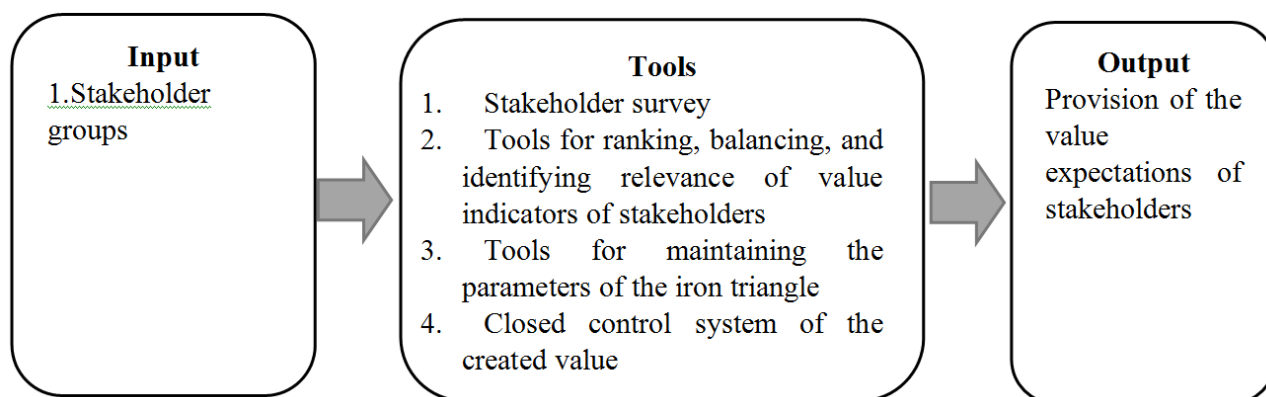 Input
1.Stakeholder
groups
Tools
1. Stakeholder survey
2. Tools for ranking, balancing, and
identifying relevance of value
indicators of stakeholders
3. Tools for maintaining the
parameters of the iron triangle
4. Closed control system of the
created value
Output
Provision of the
value
expectations of
stakeholders